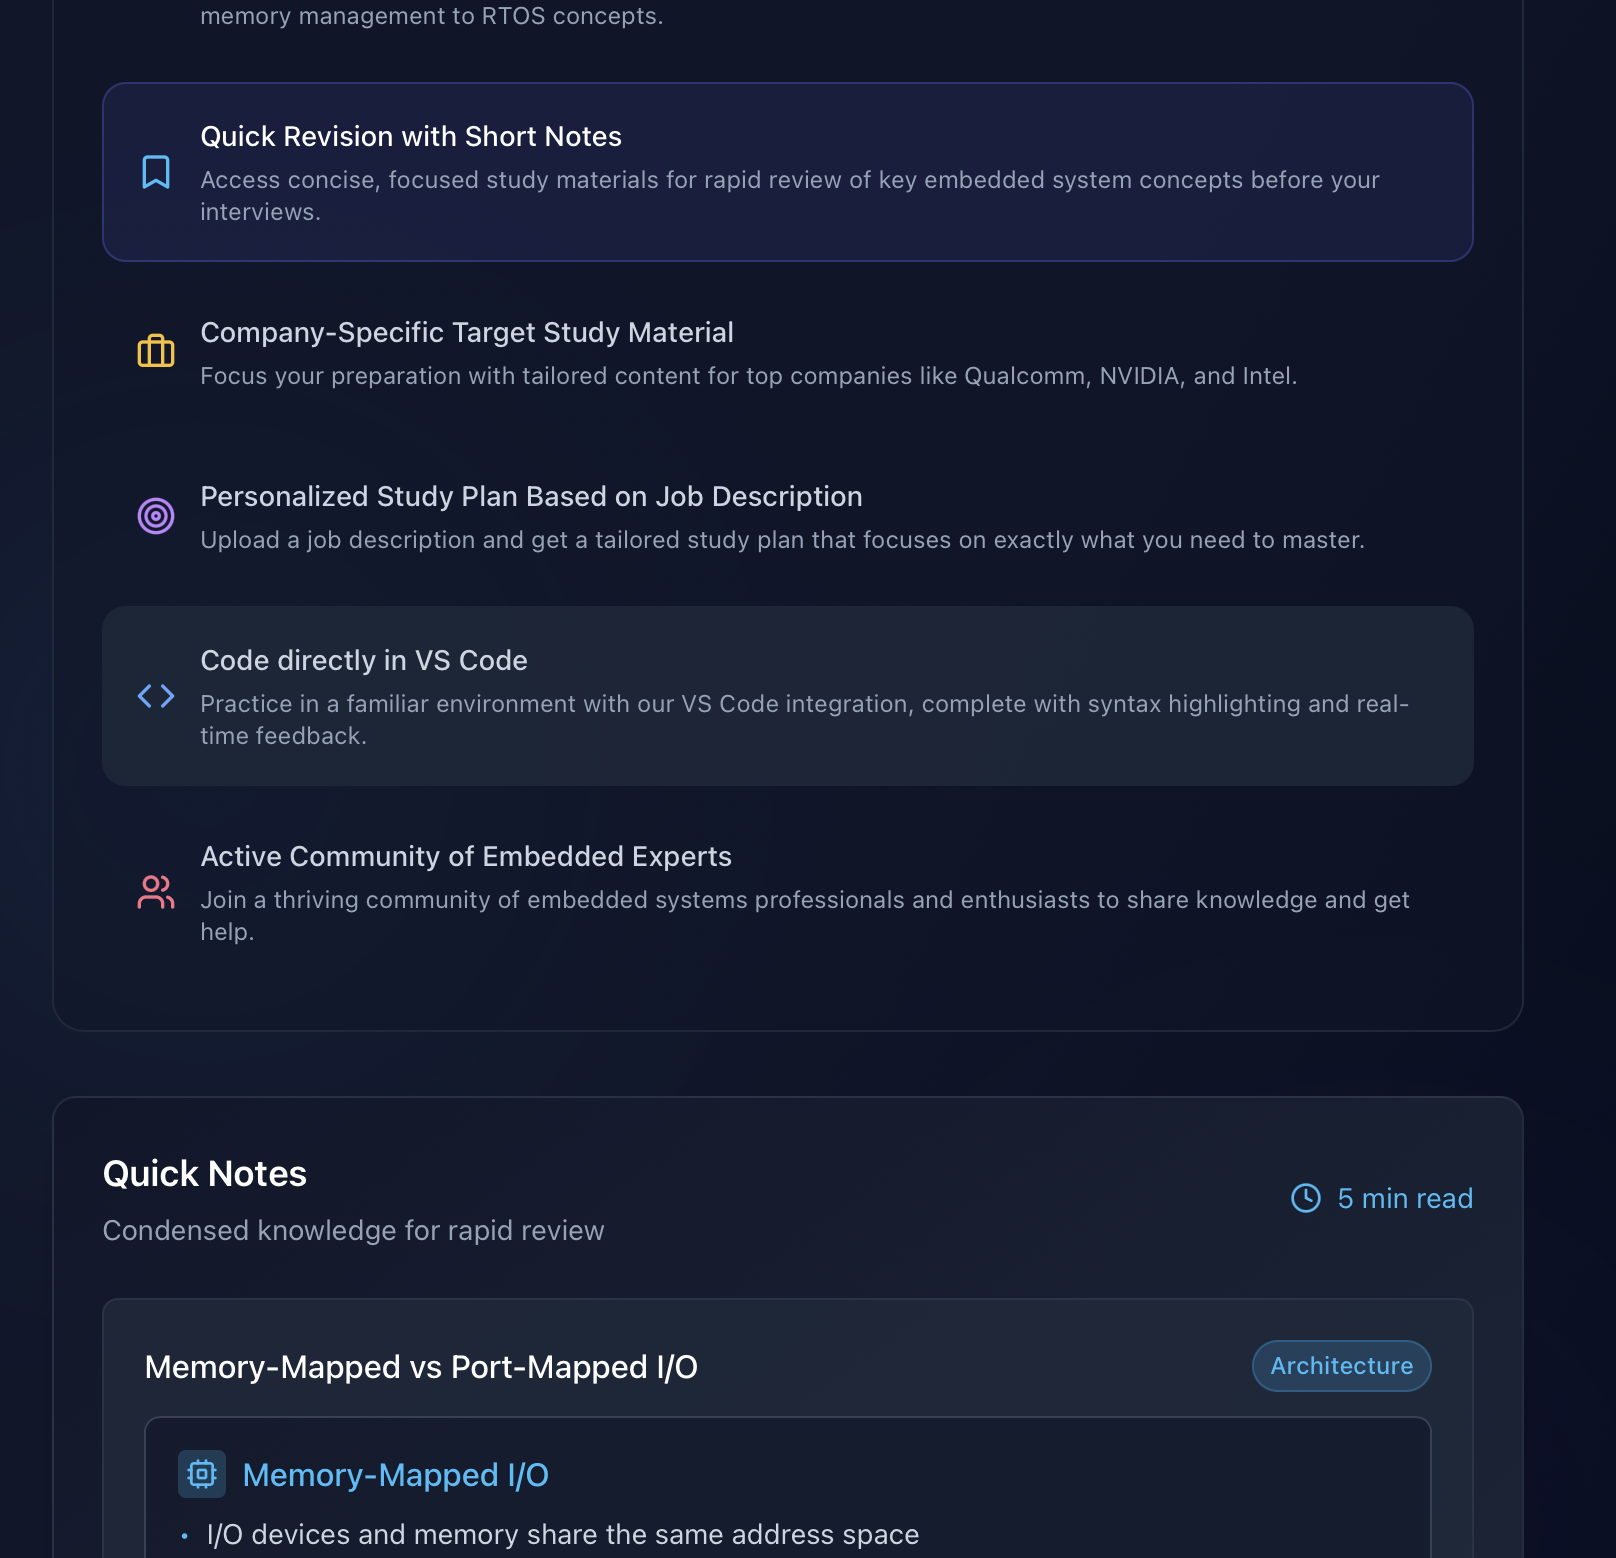 memory management to RTOS concepts.
Quick Revision with Short Notes
Access concise, focused study materials for rapid review of key embedded system concepts before your
interviews.
Company-Specific Target Study Material
Focus your preparation with tailored content for top companies like Qualcomm, NVIDIA, and Intel.
Personalized Study Plan Based on Job Description
Upload a job description and get a tailored study plan that focuses on exactly what you need to master.
Code directly in VS Code
Practice in a familiar environment with our VS Code integration, complete with syntax highlighting and real-
time feedback.
Active Community of Embedded Experts
Join a thriving community of embedded systems professionals and enthusiasts to share knowledge and get
help.
Quick Notes
5 min read
Condensed knowledge for rapid review
Memory-Mapped vs Port-Mapped I/O
Architecture
Memory-Mapped I/O
• I/O devices and memory share the same address space